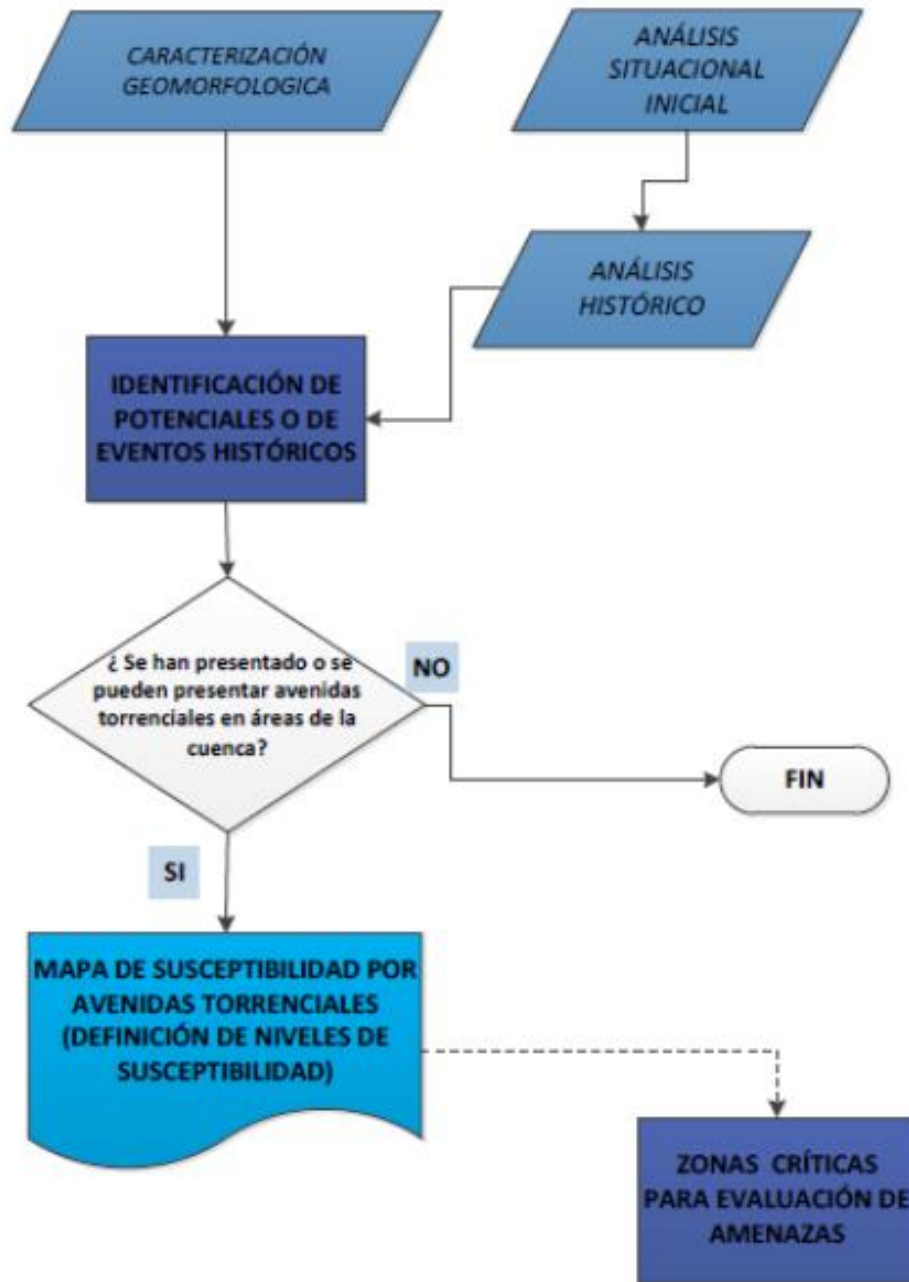 CARACTERIZACIÓN
GEOMORFOLOGICA
ANÁLISIS
SITUACIONAL
INICIAL
ANÁLISIS
HISTÓRICO
IDENTIFICACIÓN DE
POTENCIALES O DE
EVENTOS HISTÓRICOS
¿ Se han presentado o se
pueden presentar avenidas
torrenciales en áreas de la
cuenca?
NO
FIN
SI
MAPA DE SUSCEPTIBILIDAD POR
AVENIDAS TORRENCIALES
(DEFINICIÓN DE NIVELES DE
SUSCEPTIBILIDAD)
ZONAS CRÍTICAS
PARA EVALUACIÓN DE
AMENAZAS